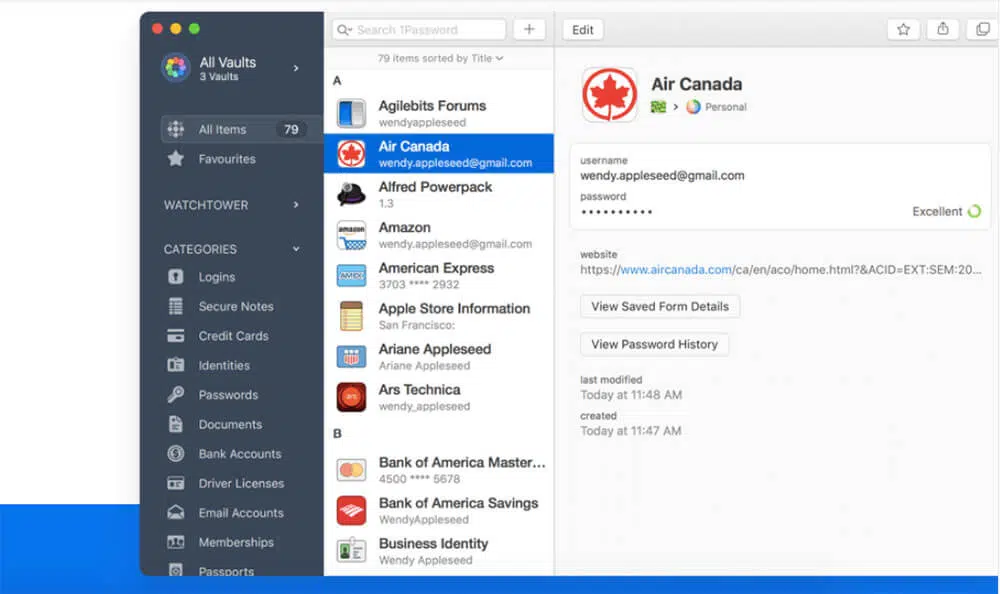 All Vaults
3 Vaults
All Items 79
Favourites
WATCHTOWER
CATEGORIES
Logins
Secure Notes
Credit Cards
Identities
Passwords
Documents
Bank Accounts
Driver Licenses
Email Accounts
Memberships
Passports
Search 1Password
79 items sorted by Title
A
Agilebits Forums
wendyappleseed
Air Canada
wendy.appleseed@gmail.com
Alfred Powerpack
1.3
amazon
Amazon
wendy.appleseed@gmail.com
AMEX
American Express
3703 **** 2932
Apple Store Information
San Francisco:
Ariane Appleseed
Ariane Appleseed
ars
Ars Technica
wendy_appleseed
B
Bank of America Master...
4500 **** 5678
Bank of America Savings
WendyAppleseed
Business Identity
Wendy Appleseed
Edit
Air Canada
Personal
username
wendy.appleseed@gmail.com
password
•••••••••• Excellent
website
https://www.aircanada.com/ca/en/aco/home.html?&ACID=EXT:SEM:20...
View Saved Form Details
View Password History
last modified
Today at 11:48 AM
created
Today at 11:47 AM